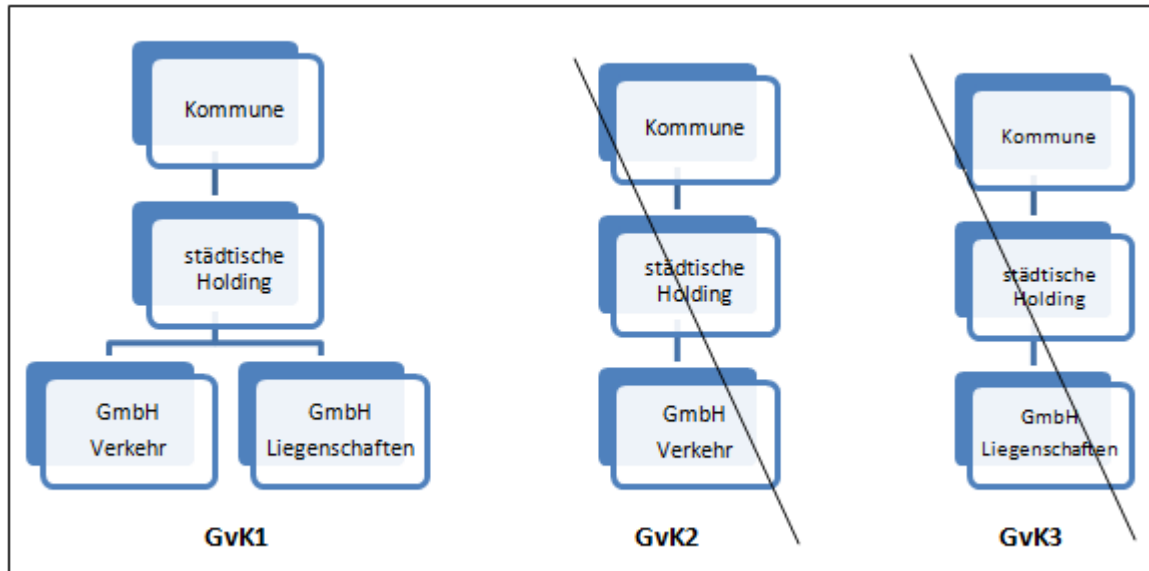 Kommune
städtische
Holding
GmbH
Verkehr
GmbH
Liegenschaften
GvK1
Kommune
städtische
Holding
GmbH
Verkehr
GvK2
Kommune
städtische
Holding
GmbH
Liegenschaften
GvK3